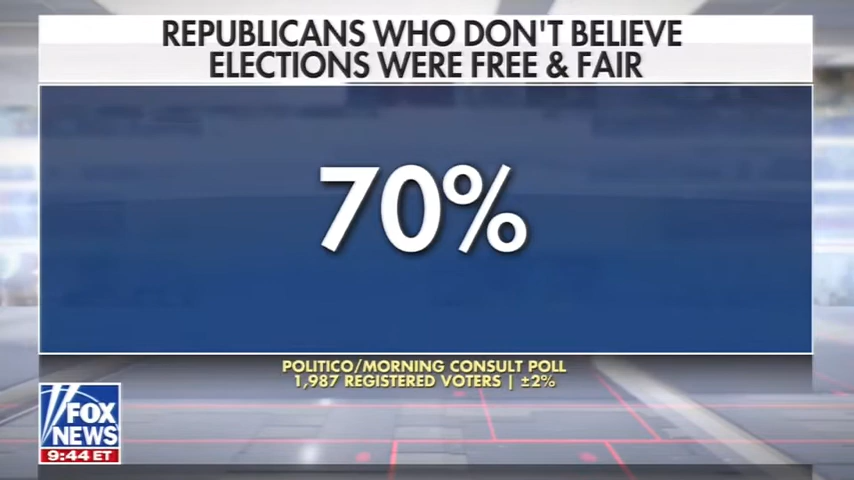 REPUBLICANS WHO DON'T BELIEVE
ELECTIONS WERE FREE & FAIR
70%
POLITICO/MORNING CONSULT POLL
1,987 REGISTERED VOTERS | ±2%
FOX
NEWS
9:44 ET